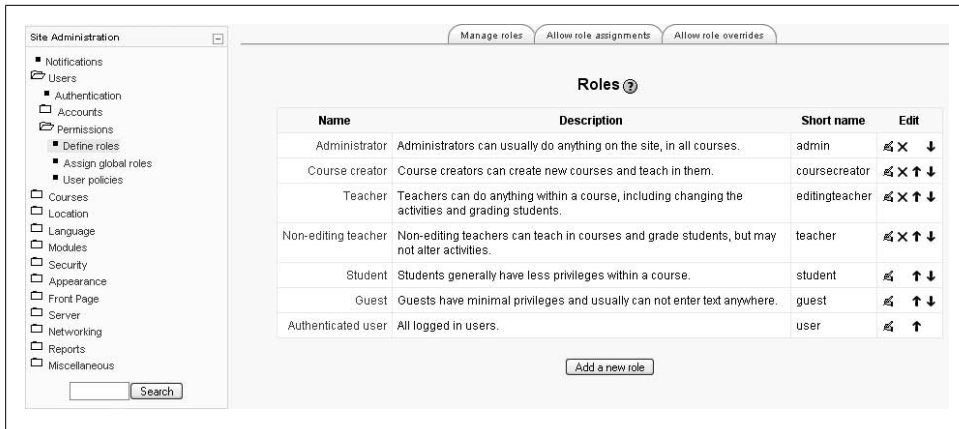 Site Administration
Notifications
Users
Authentication
Accounts
Permissions
Define roles
Assign global roles
User policies
Courses
Location
Language
Modules
Security
Appearance
Front Page
Server
Networking
Reports
Miscellaneous
Search
Manage roles Allow role assignments Allow role overrides
Roles
Name Description Short name Edit
Administrator Administrators can usually do anything on the site, in all courses. admin
Course creator Course creators can create new courses and teach in them. coursecreator
Teacher Teachers can do anything within a course, including changing the editingteacher
activities and grading students.
Non-editing teacher Non-editing teachers can teach in courses and grade students, but may teacher
not alter activities.
Student Students generally have less privileges within a course. student
Guest Guests have minimal privileges and usually can not enter text anywhere. guest
Authenticated user All logged in users. user
Add a new role